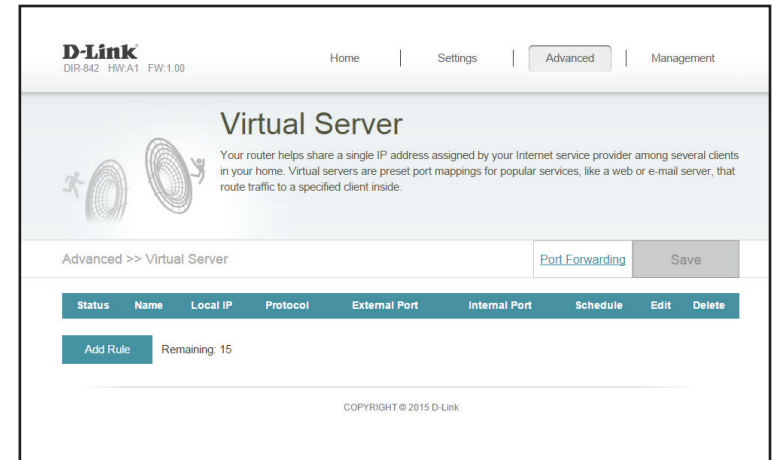 D-Link
DIR-842 HW:A1 FW:1.00
Home | Settings | Advanced | Management
Virtual Server
Your router helps share a single IP address assigned by your Internet service provider among several clients
in your home. Virtual servers are preset port mappings for popular services, like a web or e-mail server, that
route traffic to a specified client inside.
Advanced >> Virtual Server Port Forwarding Save
Status Name Local IP Protocol External Port Internal Port Schedule Edit Delete
Add Rule Remaining: 15
COPYRIGHT © 2015 D-Link